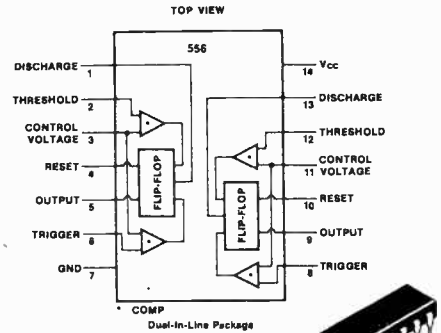 TOP VIEW
556
DISCHARGE
1
THRESHOLD
2
CONTROL
VOLTAGE
3
RESET
4
OUTPUT
5
TRIGGER
6
GND
7
FLIP-FLOP
FLIP-FLOP
Vcc
14
DISCHARGE
13
THRESHOLD
12
CONTROL
VOLTAGE
11
RESET
10
OUTPUT
9
TRIGGER
8
* COMP
Dual-In-Line Package